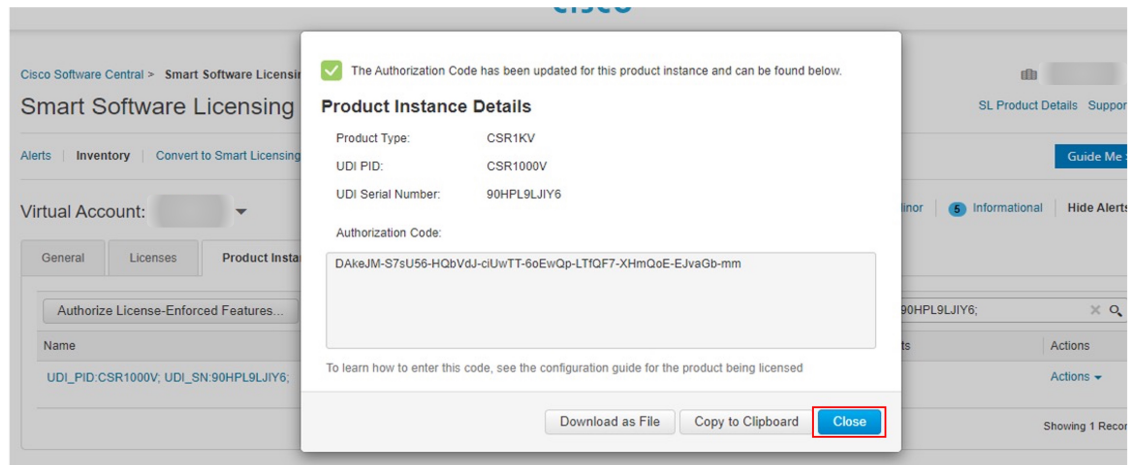 The Authorization Code has been updated for this product instance and can be found below.
Cisco Software Central > Smart Software Licensin
Smart Software Licensing
SL Product Details Suppor
Product Instance Details
Product Type: CSR1KV
UDI PID: CSR1000V
UDI Serial Number: 90HPL9LJIY6
Alerts Inventory Convert to Smart Licensing
Guide Me
Virtual Account:
linor 5 Informational Hide Alerts
Authorization Code:
DAkeJM-S7sU56-HQbVdJ-ciUwTT-6oEwQp-LTfQF7-XHmQoE-EJvaGb-mm
General Licenses Product Insta
Authorize License-Enforced Features...
90HPL9LJIY6;
Name
ts Actions
To learn how to enter this code, see the configuration guide for the product being licensed
UDI_PID:CSR1000V; UDI_SN:90HPL9LJIY6;
Actions
Download as File Copy to Clipboard Close
Showing 1 Recor